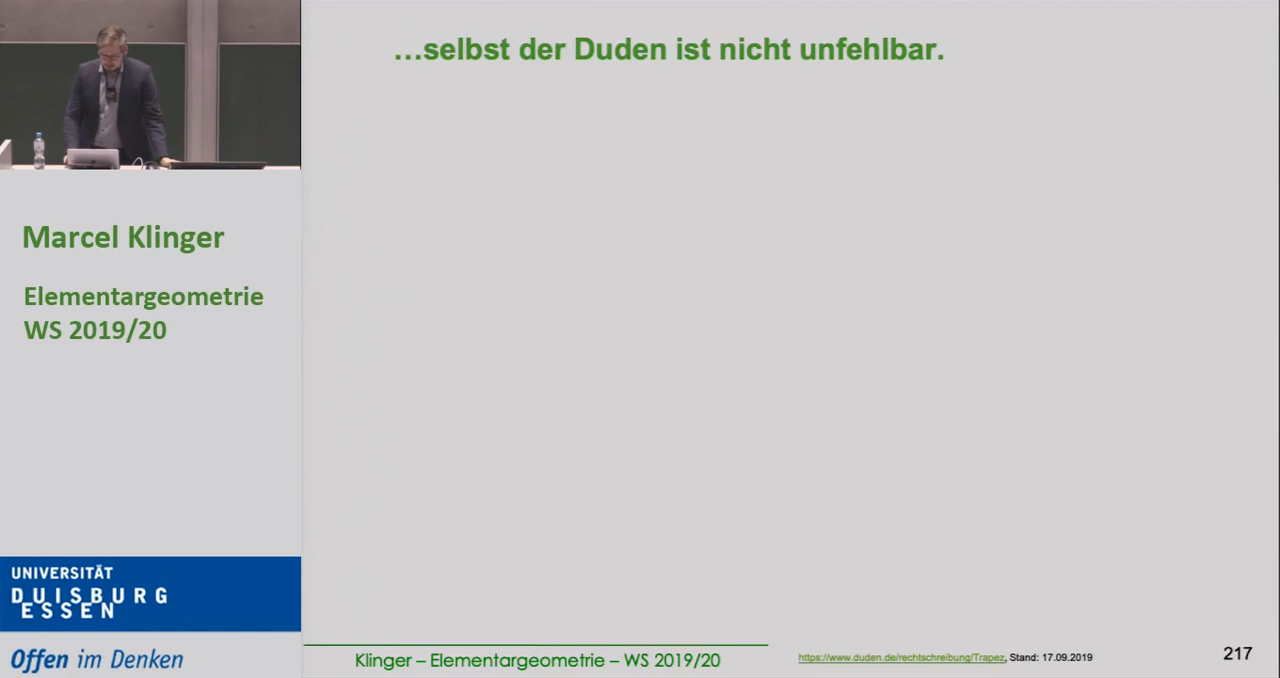 …selbst der Duden ist nicht unfehlbar.
Marcel Klinger
Elementargeometrie
WS 2019/20
UNIVERSITÄT
DUISBURG
ESSEN
Offen im Denken
Klinger – Elementargeometrie – WS 2019/20
https://www.duden.de/rechtschreibung/Trapez, Stand: 17.09.2019
217